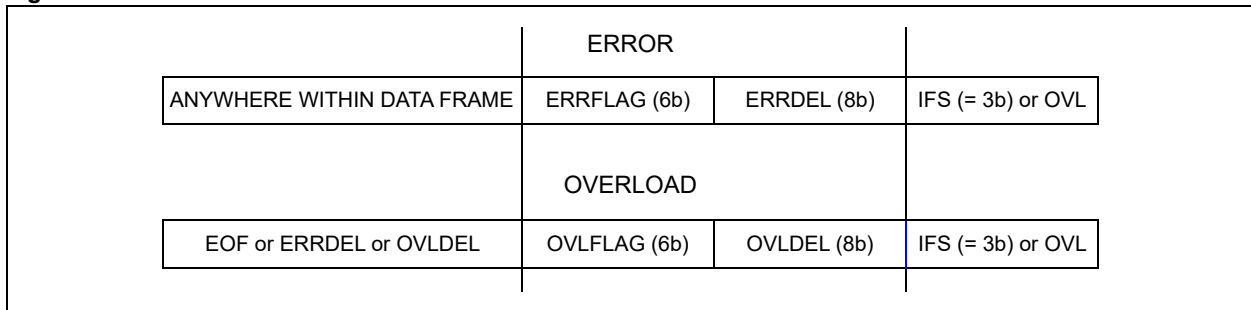 ERROR
ANYWHERE WITHIN DATA FRAME ERRFLAG (6b) ERRDEL (8b) IFS (= 3b) or OVL
OVERLOAD
EOF or ERRDEL or OVLDEL OVLFLAG (6b) OVLDEL (8b) IFS (= 3b) or OVL